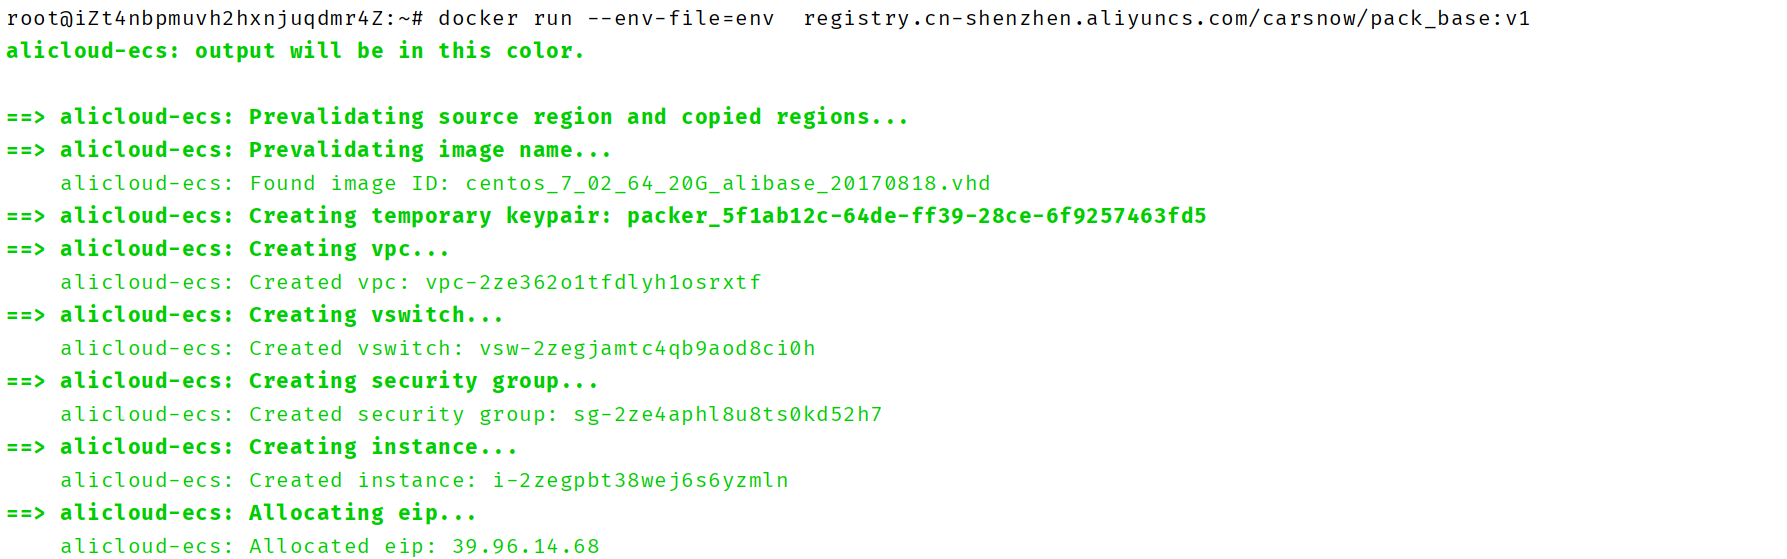 root@iZt4nbpmuvh2hxnjuqdmr4Z:~# docker run --env-file=env  registry.cn-shenzhen.aliyuncs.com/carsnow/pack_base:v1
alicloud-ecs: output will be in this color.

==> alicloud-ecs: Prevalidating source region and copied regions...
==> alicloud-ecs: Prevalidating image name...
    alicloud-ecs: Found image ID: centos_7_02_64_20G_alibase_20170818.vhd
==> alicloud-ecs: Creating temporary keypair: packer_5f1ab12c-64de-ff39-28ce-6f9257463fd5
==> alicloud-ecs: Creating vpc...
    alicloud-ecs: Created vpc: vpc-2ze362o1tfdlyh1osrxtf
==> alicloud-ecs: Creating vswitch...
    alicloud-ecs: Created vswitch: vsw-2zegjamtc4qb9aod8ci0h
==> alicloud-ecs: Creating security group...
    alicloud-ecs: Created security group: sg-2ze4aphl8u8ts0kd52h7
==> alicloud-ecs: Creating instance...
    alicloud-ecs: Created instance: i-2zegpbt38wej6s6yzmln
==> alicloud-ecs: Allocating eip...
    alicloud-ecs: Allocated eip: 39.96.14.68